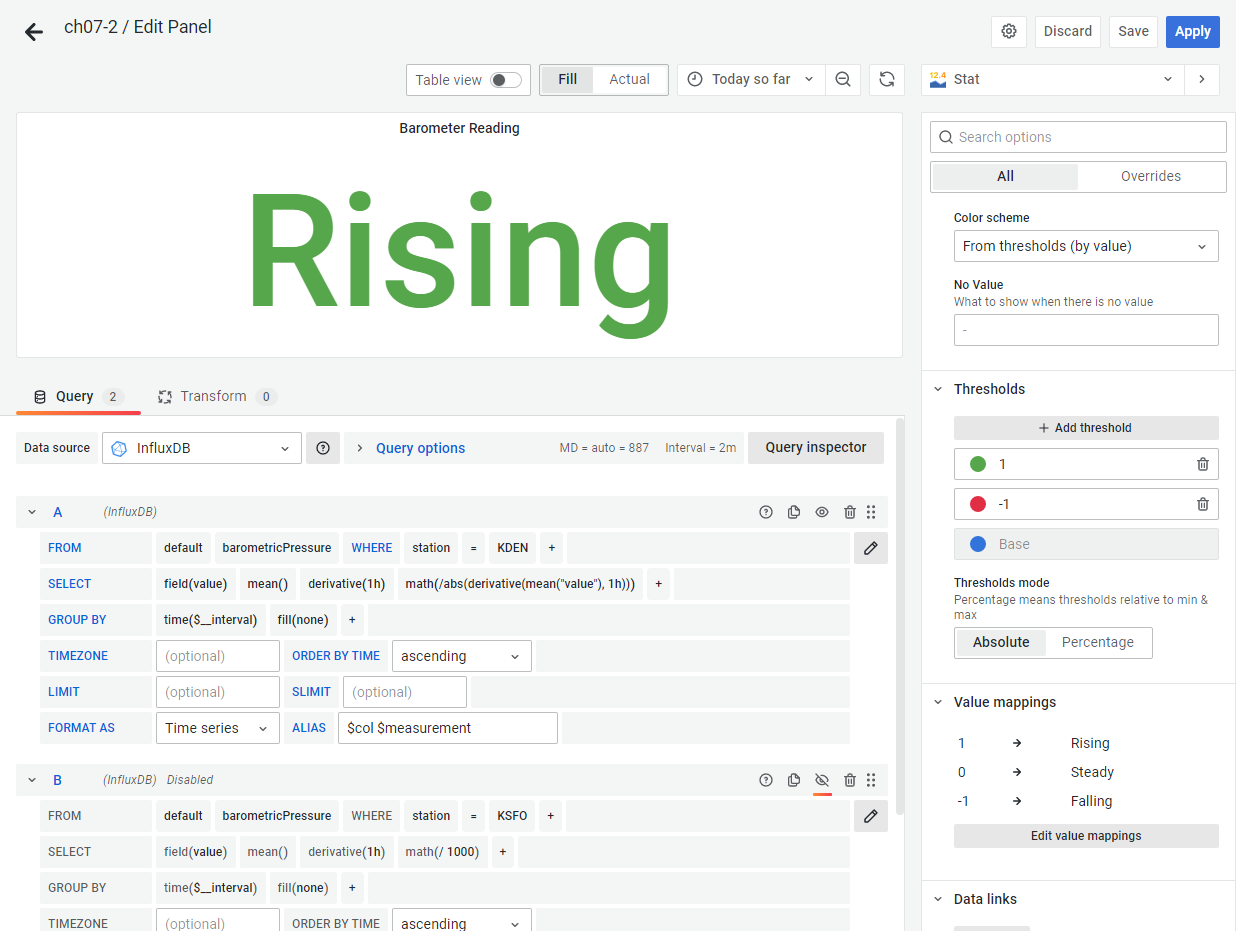 ch07-2 / Edit Panel
Discard
Save
Apply
Table view
Fill
Actual
Today so far
12.4
Stat
Barometer Reading
Rising
Search options
All
Overrides
Color scheme
From thresholds (by value)
No Value
What to show when there is no value
-
Query 2
Transform 0
Data source
InfluxDB
Query options
MD = auto = 887
Interval = 2m
Query inspector
A (InfluxDB)
FROM default barometricPressure WHERE station = KDEN +
SELECT field(value) mean() derivative(1h) math(/abs(derivative(mean("value"), 1h))) +
GROUP BY time($__interval) fill(none) +
TIMEZONE (optional) ORDER BY TIME ascending
LIMIT (optional) SLIMIT (optional)
FORMAT AS Time series ALIAS $col $measurement
B (InfluxDB) Disabled
FROM default barometricPressure WHERE station = KSFO +
SELECT field(value) mean() derivative(1h) math(/ 1000) +
GROUP BY time($__interval) fill(none) +
TIMEZONE (optional) ORDER BY TIME ascending
Thresholds
+ Add threshold
1
-1
Base
Thresholds mode
Percentage means thresholds relative to min &
max
Absolute
Percentage
Value mappings
1 → Rising
0 → Steady
-1 → Falling
Edit value mappings
Data links